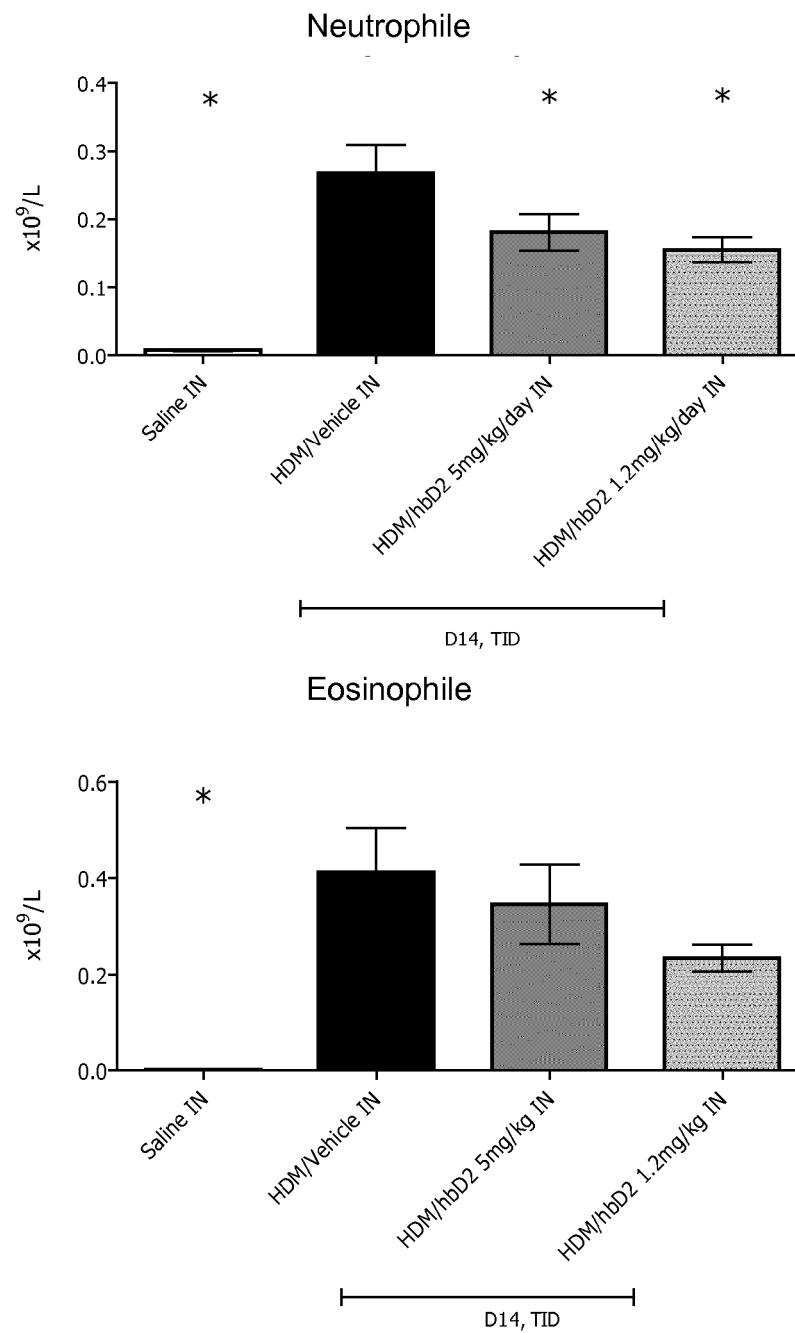 Neutrophile
0.4
0.3
0.2
0.1
0.0
x10⁹/L
* * *
Saline IN
HDM/Vehicle IN
HDM/hbD2 5mg/kg/day IN
HDM/hbD2 1.2mg/kg/day IN
D14, TID
Eosinophile
0.6
0.4
0.2
0.0
x10⁹/L
*
Saline IN
HDM/Vehicle IN
HDM/hbD2 5mg/kg IN
HDM/hbD2 1.2mg/kg IN
D14, TID